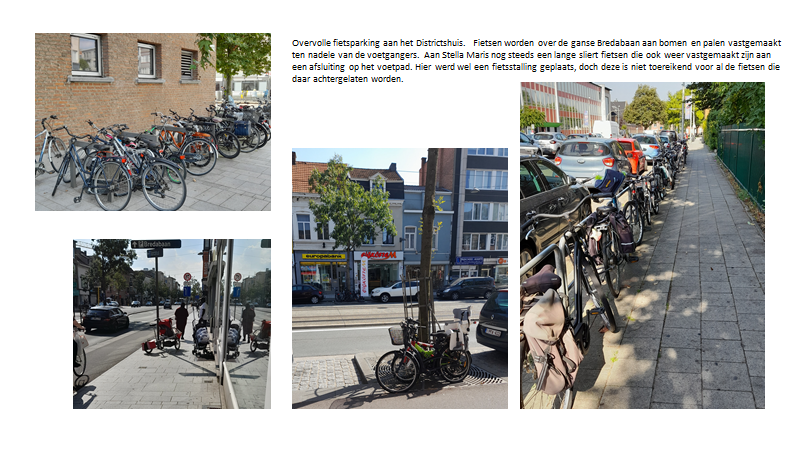 Overvolle fietsparking aan het Districtshuis. Fietsen worden over de ganse Bredabaan aan bomen en palen vastgemaakt
ten nadele van de voetgangers. Aan Stella Maris nog steeds een lange sliert fietsen die ook weer vastgemaakt zijn aan
een afsluiting op het voetpad. Hier werd wel een fietsstalling geplaats, doch deze is niet toereikend voor al de fietsen die
daar achtergelaten worden.
Bredabaan
europabank